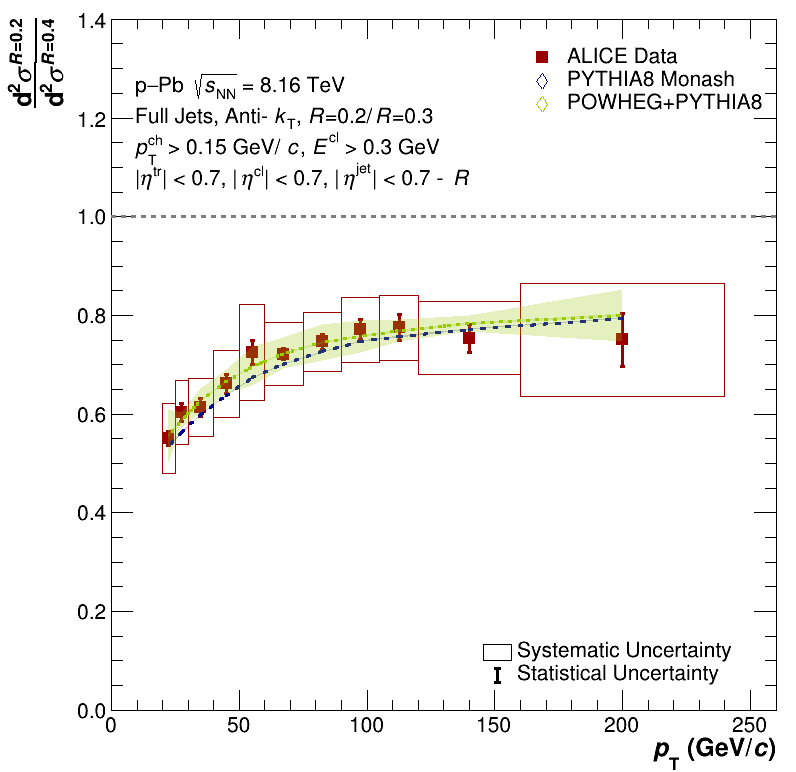 d²σ^R=0.2
d²σ^R=0.4
1.4
1.2
1.0
0.8
0.6
0.4
0.2
0.0
ALICE Data
PYTHIA8 Monash
POWHEG+PYTHIA8
p–Pb √s_NN = 8.16 TeV
Full Jets, Anti- k_T, R=0.2/ R=0.3
p_T^ch > 0.15 GeV/ c, E^cl > 0.3 GeV
|η^tr| < 0.7, | η^cl| < 0.7, | η^jet| < 0.7 - R
Systematic Uncertainty
Statistical Uncertainty
0 50 100 150 200 250
p_T (GeV/c)